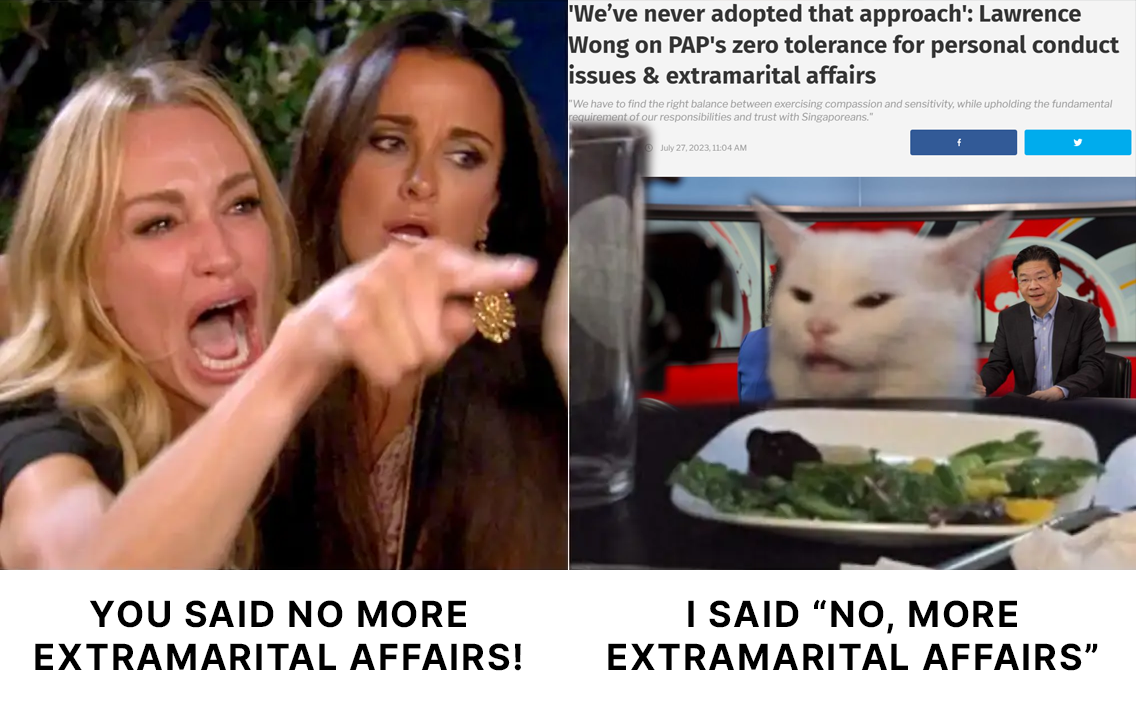 'We’ve never adopted that approach': Lawrence
Wong on PAP's zero tolerance for personal conduct
issues & extramarital affairs
"We have to find the right balance between exercising compassion and sensitivity, while upholding the fundamental
requirement of our responsibilities and trust with Singaporeans."
July 27, 2023, 11:04 AM
f
YOU SAID NO MORE
EXTRAMARITAL AFFAIRS!
I SAID “NO, MORE
EXTRAMARITAL AFFAIRS”